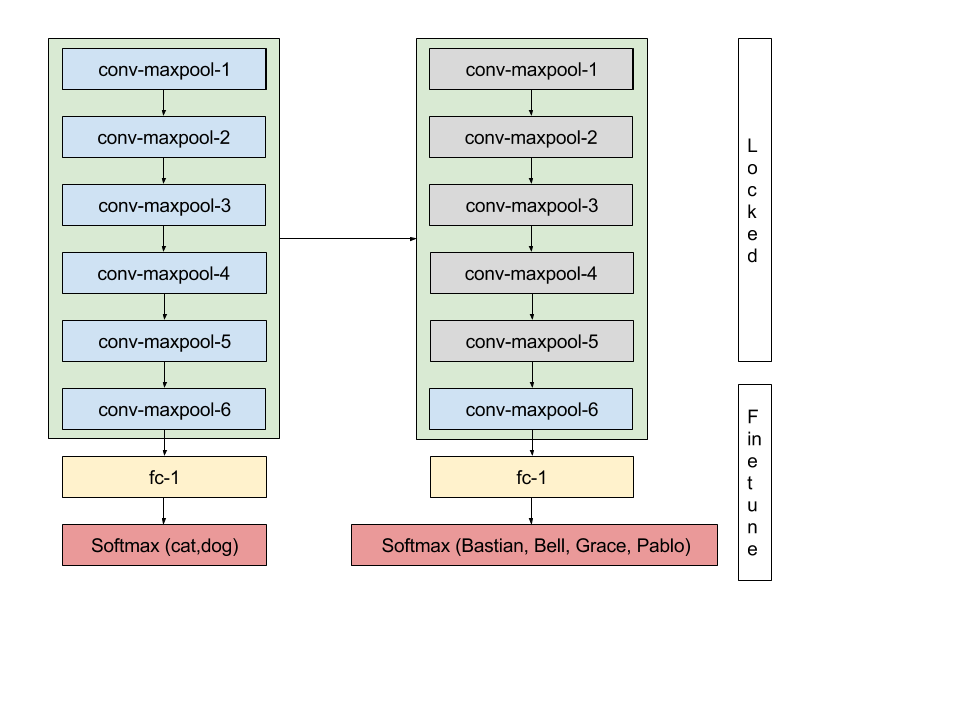 conv-maxpool-1
conv-maxpool-2
conv-maxpool-3
conv-maxpool-4
conv-maxpool-5
conv-maxpool-6
fc-1
Softmax (cat,dog)
conv-maxpool-1
conv-maxpool-2
conv-maxpool-3
conv-maxpool-4
conv-maxpool-5
conv-maxpool-6
fc-1
Softmax (Bastian, Bell, Grace, Pablo)
Locked
Finetune